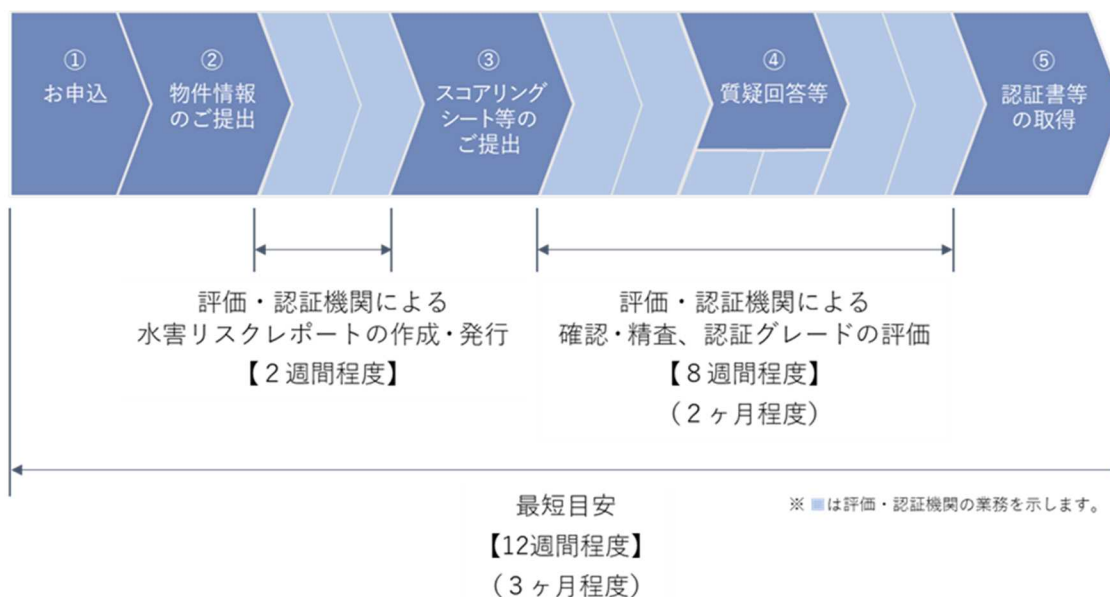 ①
お申込
②
物件情報
のご提出
③
スコアリング
シート等の
ご提出
④
質疑回答等
⑤
認証書等
の取得
評価・認証機関による
水害リスクレポートの作成・発行
【2週間程度】
評価・認証機関による
確認・精査、認証グレードの評価
【8週間程度】
(2ヶ月程度)
最短目安
【12週間程度】
(3ヶ月程度)
※ ■は評価・認証機関の業務を示します。